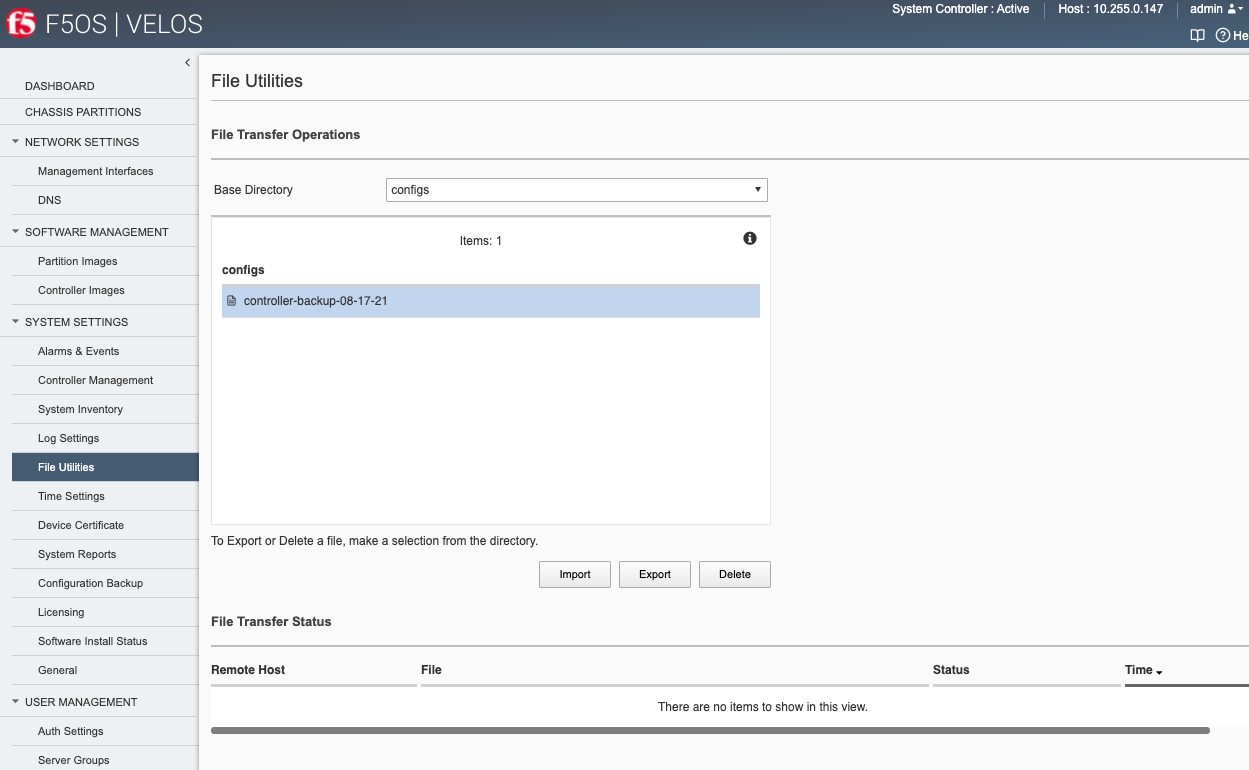 f5 F5OS | VELOS
System Controller : Active
Host : 10.255.0.147
admin
He
DASHBOARD
CHASSIS PARTITIONS
NETWORK SETTINGS
Management Interfaces
DNS
SOFTWARE MANAGEMENT
Partition Images
Controller Images
SYSTEM SETTINGS
Alarms & Events
Controller Management
System Inventory
Log Settings
File Utilities
Time Settings
Device Certificate
System Reports
Configuration Backup
Licensing
Software Install Status
General
USER MANAGEMENT
Auth Settings
Server Groups
File Utilities
File Transfer Operations
Base Directory
configs
Items: 1
configs
controller-backup-08-17-21
To Export or Delete a file, make a selection from the directory.
Import
Export
Delete
File Transfer Status
Remote Host
File
Status
Time
There are no items to show in this view.